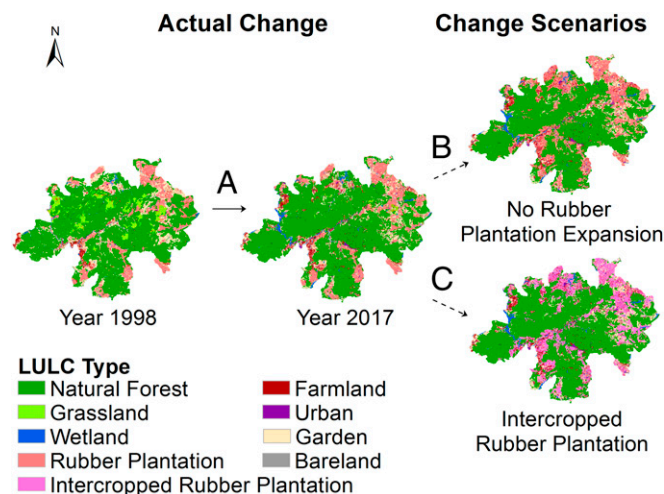 Actual Change
Change Scenarios
N
A
B
C
Year 1998
Year 2017
No Rubber
Plantation Expansion
Intercropped
Rubber Plantation
LULC Type
Natural Forest
Grassland
Wetland
Rubber Plantation
Intercropped Rubber Plantation
Farmland
Urban
Garden
Bareland